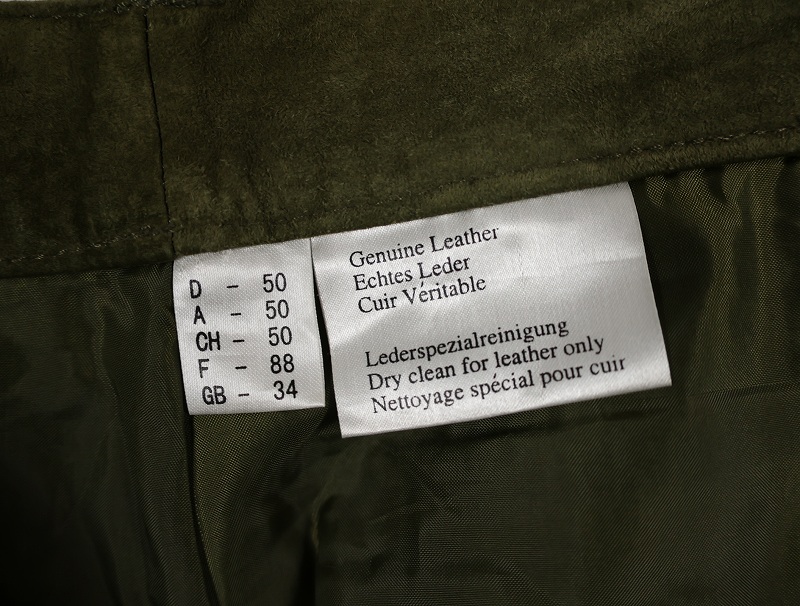 D - 50
A - 50
CH - 50
F - 88
GB - 34
Genuine Leather
Echtes Leder
Cuir Véritable
Lederspezialreinigung
Dry clean for leather only
Nettoyage spécial pour cuir